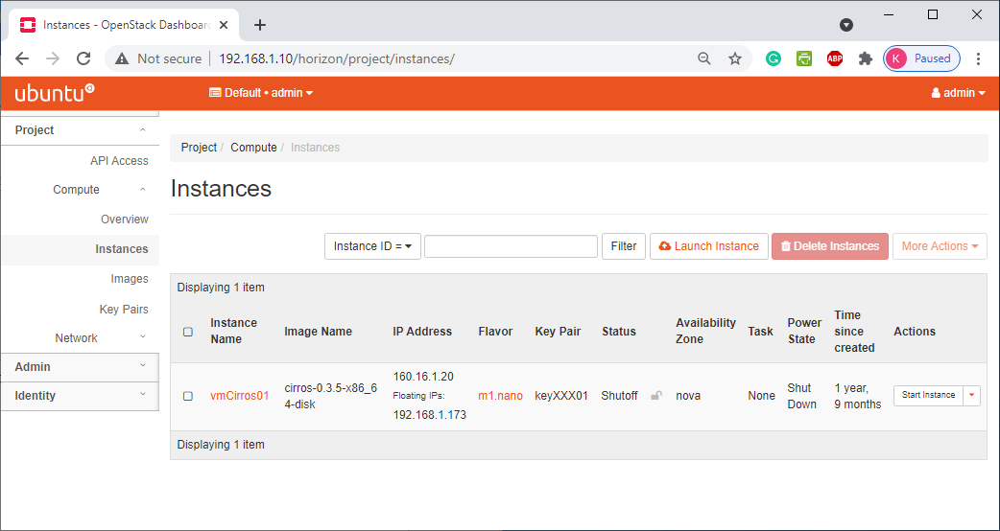 Instances - OpenStack Dashboard
Not secure | 192.168.1.10/horizon/project/instances/
ABP
K Paused
ubuntu
Default • admin
admin
Project
API Access
Compute
Overview
Instances
Images
Key Pairs
Network
Admin
Identity
Project / Compute / Instances
Instances
Instance ID =
Filter
Launch Instance
Delete Instances
More Actions
Displaying 1 item
Instance Name
Image Name
IP Address
Flavor
Key Pair
Status
Availability Zone
Task
Power State
Time since created
Actions
vmCirros01
cirros-0.3.5-x86_6
4-disk
160.16.1.20
Floating IPs:
192.168.1.173
m1.nano
keyXXX01
Shutoff
nova
None
Shut Down
1 year,
9 months
Start Instance
Displaying 1 item